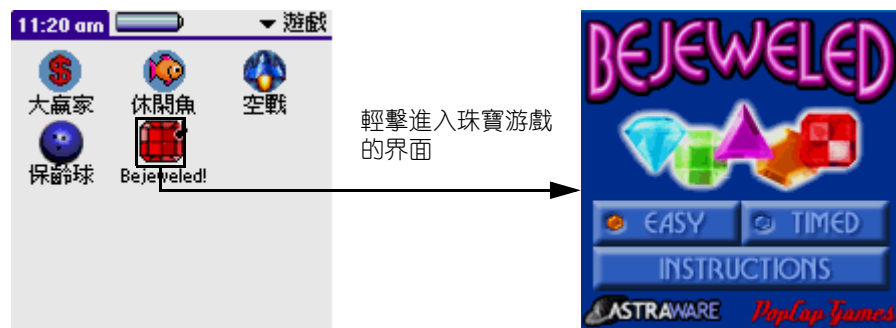 11:20 am
遊戲
大贏家
休閒魚
空戰
保齡球
Bejeweled!
輕擊進入珠寶游戲
的界面
BEJEWELED
EASY
TIMED
INSTRUCTIONS
ASTRAWARE
PopCap Games